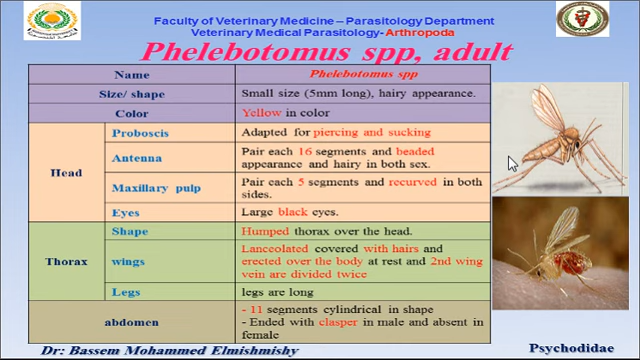 Faculty of Veterinary Medicine – Parasitology Department
Veterinary Medical Parasitology- Arthropoda
Phelebotomus spp, adult
Name Phelebotomus spp
Size/ shape Small size (5mm long), hairy appearance.
Color Yellow in color
Head
Proboscis Adapted for piercing and sucking
Antenna Pair each 16 segments and beaded
appearance and hairy in both sex.
Maxillary pulp Pair each 5 segments and recurved in both
sides.
Eyes Large black eyes.
Thorax
Shape Humped thorax over the head.
wings Lanceolated covered with hairs and
erected over the body at rest and 2nd wing
vein are divided twice
Legs legs are long
abdomen - 11 segments cylindrical in shape
- Ended with clasper in male and absent in
female
Dr: Bassem Mohammed Elmishmishy Psychodidae